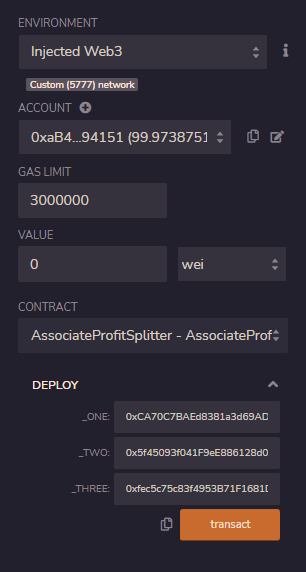 ENVIRONMENT
Injected Web3
Custom (5777) network
ACCOUNT
0xaB4...94151 (99.9738751
GAS LIMIT
3000000
VALUE
0 wei
CONTRACT
AssociateProfitSplitter - AssociateProf
DEPLOY
_ONE: 0xCA70C7BAEd8381a3d69AD
_TWO: 0x5f45093f041F9eE886128d0
_THREE: 0xfec5c75c83f4953B71F1681D
transact